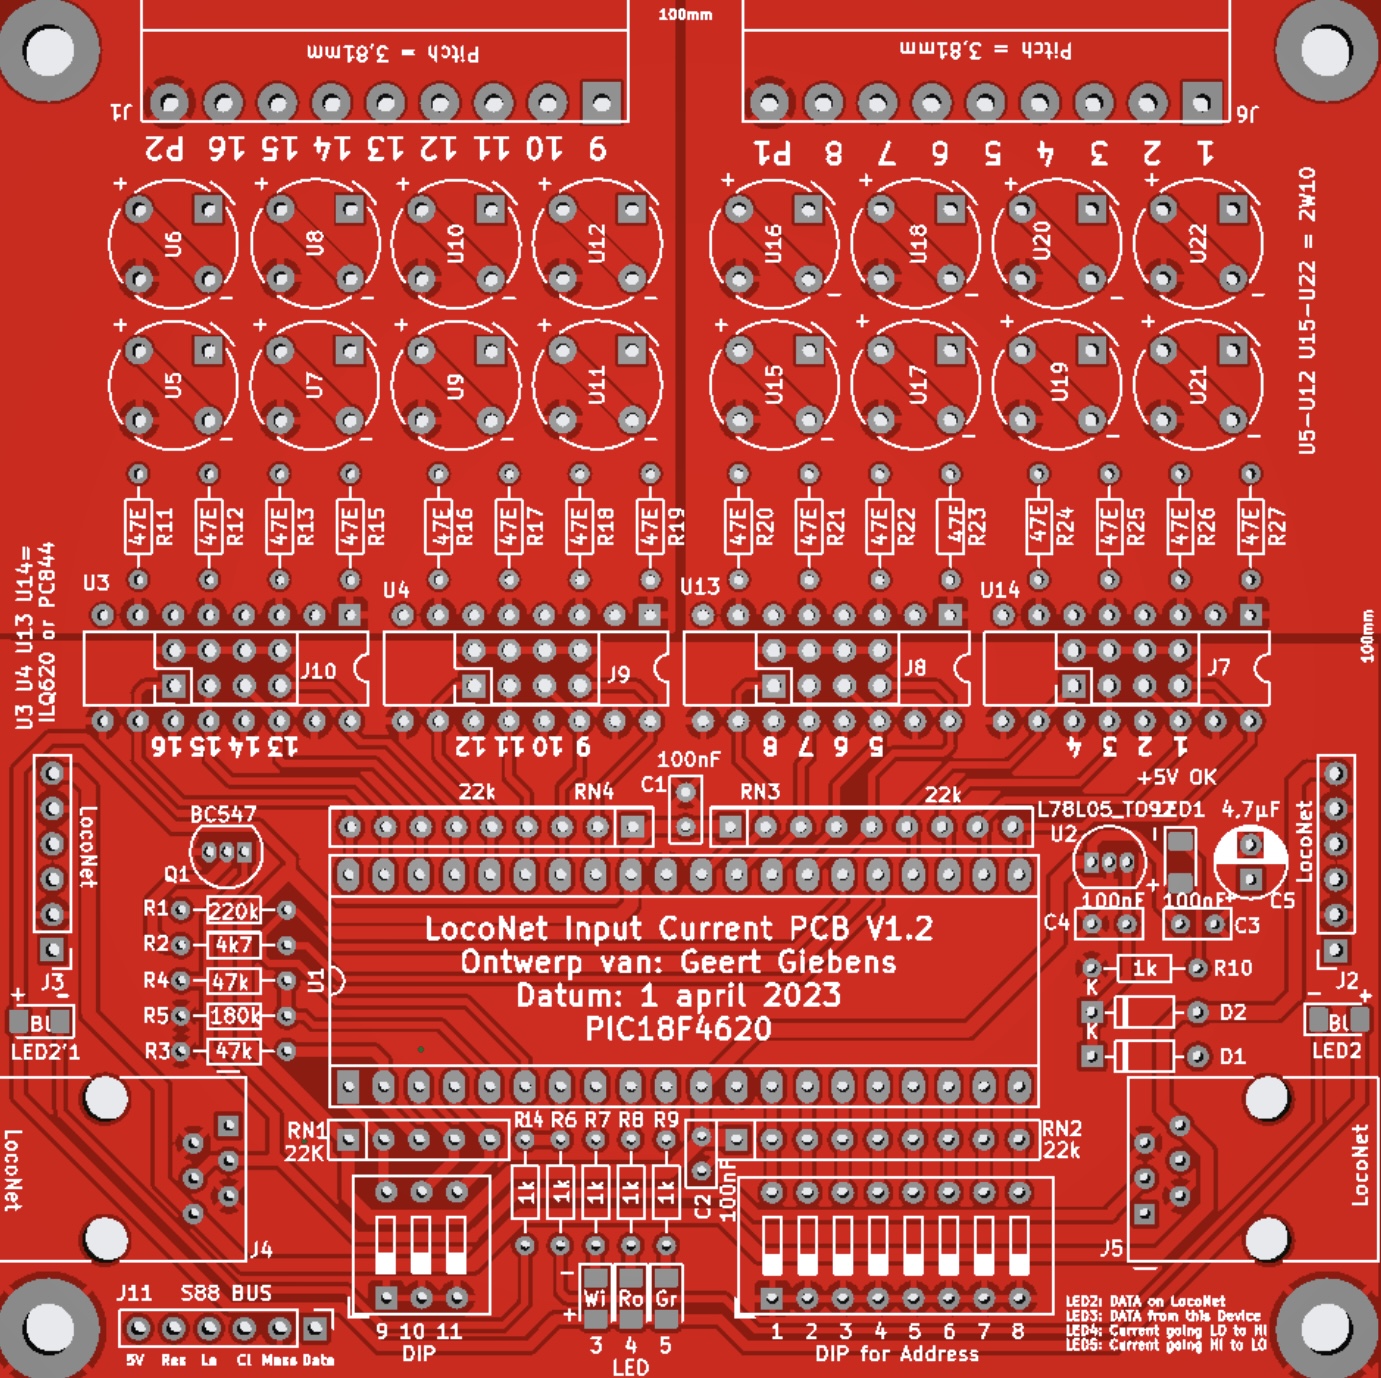 100mm
Pitch = 3,81mm
Pitch = 3,81mm
J1
J6
P2 16 15 14 13 12 11 10 9
P1 8 7 6 5 4 3 2 1
+ + + + + + + +
U6 U8 U10 U12 U16 U18 U20 U22
- - - - - - - -
+ + + + + + + +
U5 U7 U9 U11 U15 U17 U19 U21
- - - - - - - -
U5-U12 U15-U22 = 2W10
47E 47E 47E 47E 47E 47E 47E 47E 47E 47E 47E 47E 47E 47E 47E 47E
R11 R12 R13 R15 R16 R17 R18 R19 R20 R21 R22 R23 R24 R25 R26 R27
U3 U4 U13 U14
U3 U4 U13 U14=
ILQ620 or PC844
J10 J9 J8 J7
100mm
16 15 14 13 12 11 10 9 8 7 6 5 4 3 2 1
100nF
C1
+5V OK
22k RN4
RN3 22k
BC547
Q1
LocoNet
L78L05_TO92
LED1
U2
+
4,7µF
C5
LocoNet
100nF
100nF+
C4
C3
R1 220k
R2 4k7
R4 47k
R5 180k
R3 47k
U1
LocoNet Input Current PCB V1.2
Ontwerp van: Geert Giebens
Datum: 1 april 2023
PIC18F4620
1k R10
K
D2
K
D1
J3
+ -
Bl
LED2'1
J2
- +
Bl
LED2
LocoNet
J4
RN1
22K
R14 R6 R7 R8 R9
1k 1k 1k 1k 1k
C2
100nF
RN2
22k
LocoNet
J5
J11 S88 BUS
5V Res La Cl Mass Data
9 10 11
DIP
-
+
Wi Ro Gr
3 4 5
LED
1 2 3 4 5 6 7 8
DIP for Address
LED2: DATA on LocoNet
LED3: DATA from this Device
LED4: Current going LO to HI
LED5: Current going HI to LO